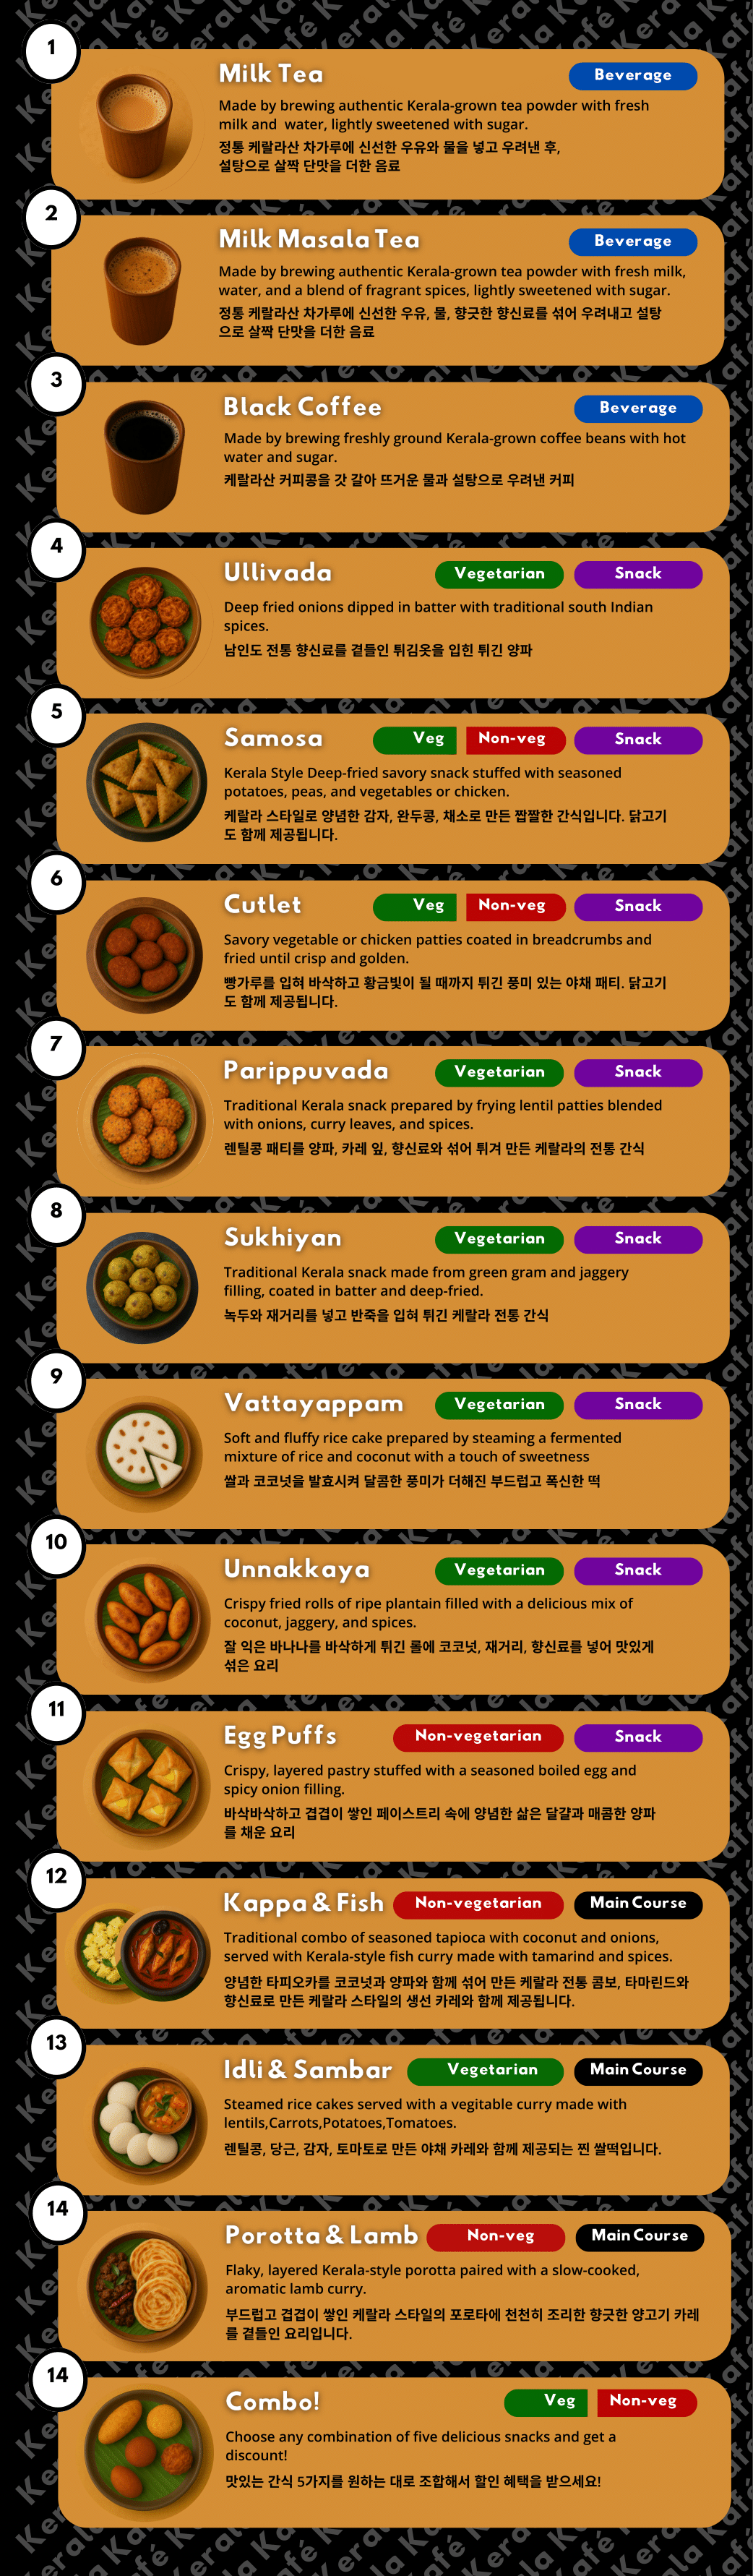 1
Milk Tea
Beverage
Made by brewing authentic Kerala-grown tea powder with fresh
milk and water, lightly sweetened with sugar.
정통 케랄라산 차가루에 신선한 우유와 물을 넣고 우려낸 후,
설탕으로 살짝 단맛을 더한 음료
2
Milk Masala Tea
Beverage
Made by brewing authentic Kerala-grown tea powder with fresh milk,
water, and a blend of fragrant spices, lightly sweetened with sugar.
정통 케랄라산 차가루에 신선한 우유, 물, 향긋한 향신료를 섞어 우려내고 설탕
으로 살짝 단맛을 더한 음료
3
Black Coffee
Beverage
Made by brewing freshly ground Kerala-grown coffee beans with hot
water and sugar.
케랄라산 커피콩을 갓 갈아 뜨거운 물과 설탕으로 우려낸 커피
4
Ullivada
Vegetarian
Snack
Deep fried onions dipped in batter with traditional south Indian
spices.
남인도 전통 향신료를 곁들인 튀김옷을 입힌 튀긴 양파
5
Samosa
Veg
Non-veg
Snack
Kerala Style Deep-fried savory snack stuffed with seasoned
potatoes, peas, and vegetables or chicken.
케랄라 스타일로 양념한 감자, 완두콩, 채소로 만든 짭짤한 간식입니다. 닭고기
도 함께 제공됩니다.
6
Cutlet
Veg
Non-veg
Snack
Savory vegetable or chicken patties coated in breadcrumbs and
fried until crisp and golden.
빵가루를 입혀 바삭하고 황금빛이 될 때까지 튀긴 풍미 있는 야채 패티. 닭고기
도 함께 제공됩니다.
7
Parippuvada
Vegetarian
Snack
Traditional Kerala snack prepared by frying lentil patties blended
with onions, curry leaves, and spices.
렌틸콩 패티를 양파, 카레 잎, 향신료와 섞어 튀겨 만든 케랄라의 전통 간식
8
Sukhiyan
Vegetarian
Snack
Traditional Kerala snack made from green gram and jaggery
filling, coated in batter and deep-fried.
녹두와 재거리를 넣고 반죽을 입혀 튀긴 케랄라 전통 간식
9
Vattayappam
Vegetarian
Snack
Soft and fluffy rice cake prepared by steaming a fermented
mixture of rice and coconut with a touch of sweetness
쌀과 코코넛을 발효시켜 달콤한 풍미가 더해진 부드럽고 폭신한 떡
10
Unnakkaya
Vegetarian
Snack
Crispy fried rolls of ripe plantain filled with a delicious mix of
coconut, jaggery, and spices.
잘 익은 바나나를 바삭하게 튀긴 롤에 코코넛, 재거리, 향신료를 넣어 맛있게
섞은 요리
11
Egg Puffs
Non-vegetarian
Snack
Crispy, layered pastry stuffed with a seasoned boiled egg and
spicy onion filling.
바삭바삭하고 겹겹이 쌓인 페이스트리 속에 양념한 삶은 달걀과 매콤한 양파
를 채운 요리
12
Kappa & Fish
Non-vegetarian
Main Course
Traditional combo of seasoned tapioca with coconut and onions,
served with Kerala-style fish curry made with tamarind and spices.
양념한 타피오카를 코코넛과 양파와 함께 섞어 만든 케랄라 전통 콤보, 타마린드와
향신료로 만든 케랄라 스타일의 생선 카레와 함께 제공됩니다.
13
Idli & Sambar
Vegetarian
Main Course
Steamed rice cakes served with a vegitable curry made with
lentils,Carrots,Potatoes,Tomatoes.
렌틸콩, 당근, 감자, 토마토로 만든 야채 카레와 함께 제공되는 찐 쌀떡입니다.
14
Porotta & Lamb
Non-veg
Main Course
Flaky, layered Kerala-style porotta paired with a slow-cooked,
aromatic lamb curry.
부드럽고 겹겹이 쌓인 케랄라 스타일의 포로타에 천천히 조리한 향긋한 양고기 카레
를 곁들인 요리입니다.
14
Combo!
Veg
Non-veg
Choose any combination of five delicious snacks and get a
discount!
맛있는 간식 5가지를 원하는 대로 조합해서 할인 혜택을 받으세요!